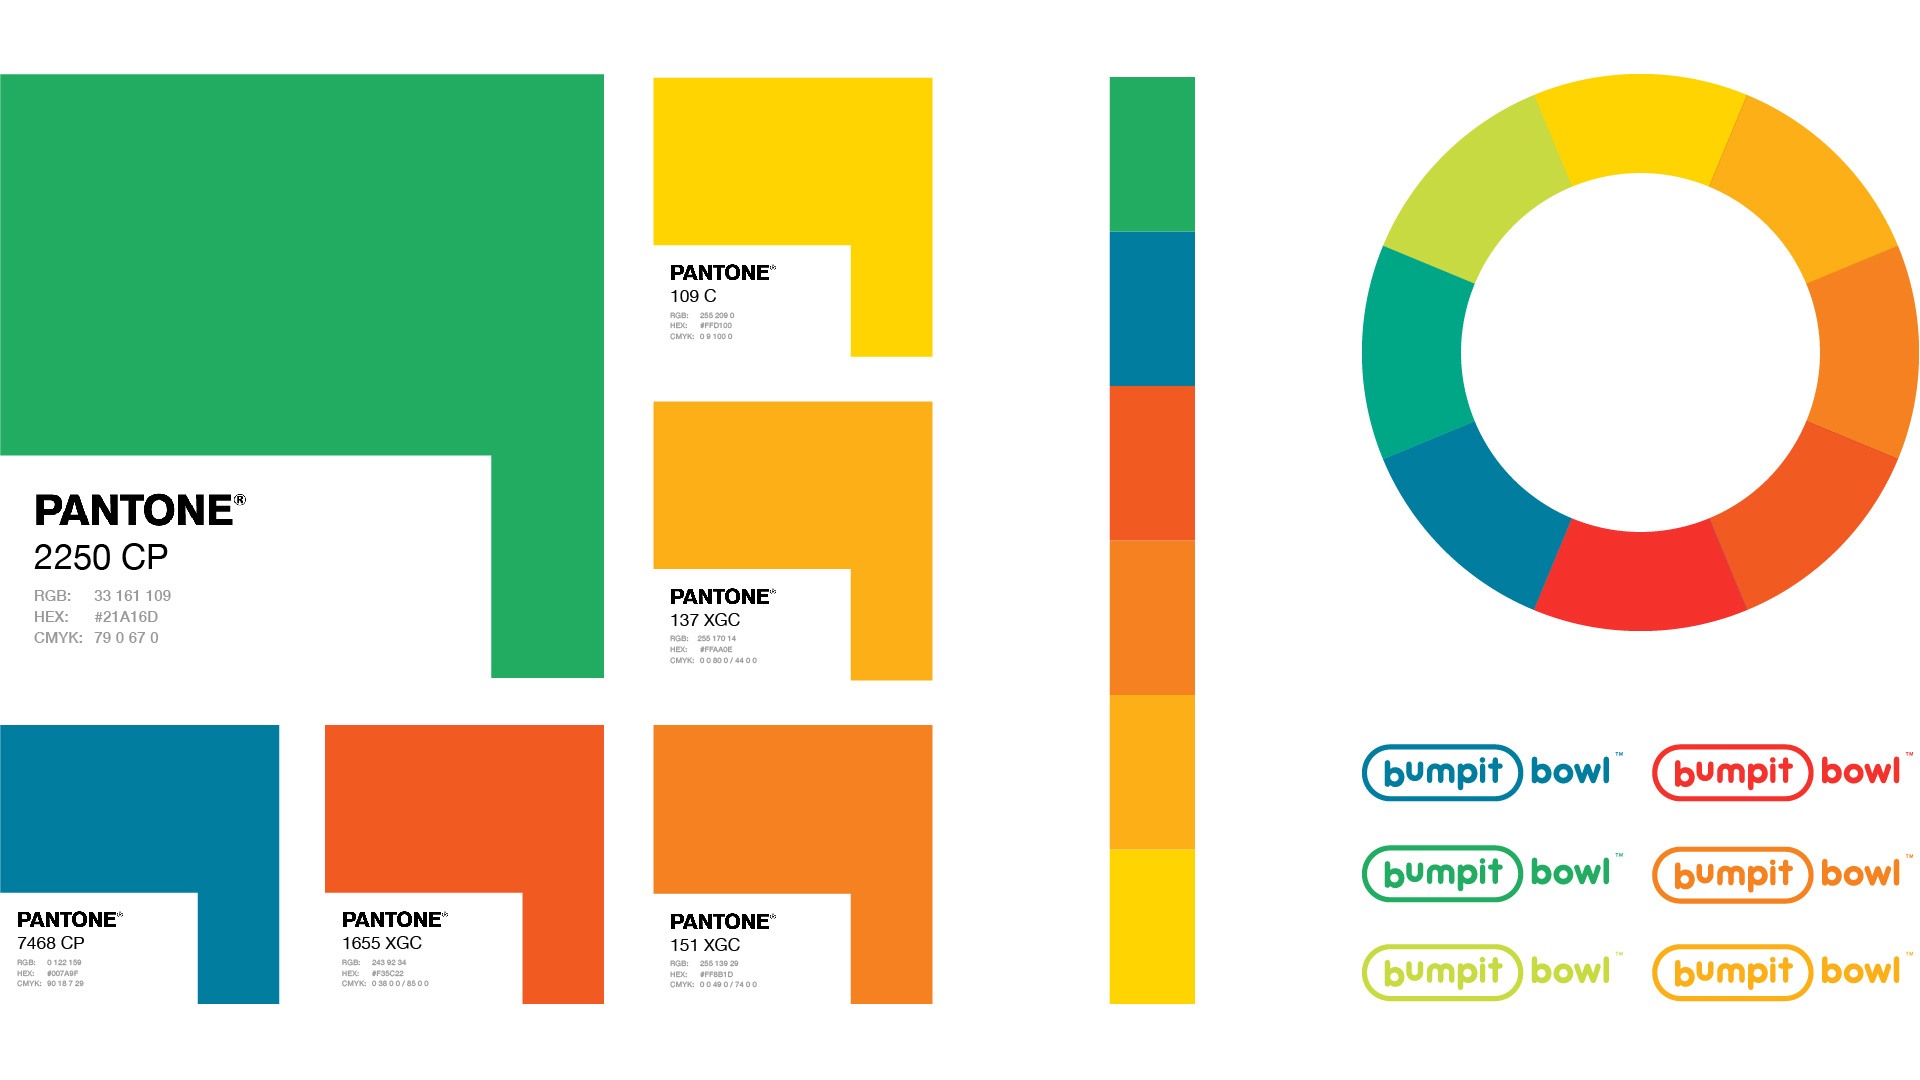 PANTONE®
2250 CP
RGB: 33 161 109
HEX: #21A16D
CMYK: 79 0 67 0
PANTONE®
109 C
RGB: 255 209 0
HEX: #FFD100
CMYK: 0 9 100 0
PANTONE®
137 XGC
RGB: 255 170 14
HEX: #FFAA0E
CMYK: 0 0 80 0 / 44 0 0
PANTONE®
7468 CP
RGB: 0 122 159
HEX: #007A9F
CMYK: 90 18 7 29
PANTONE®
1655 XGC
RGB: 243 92 34
HEX: #F35C22
CMYK: 0 38 0 0 / 85 0 0
PANTONE®
151 XGC
RGB: 255 139 29
HEX: #FF8B1D
CMYK: 0 0 49 0 / 74 0 0
bumpit bowl™
bumpit bowl™
bumpit bowl™
bumpit bowl™
bumpit bowl™
bumpit bowl™